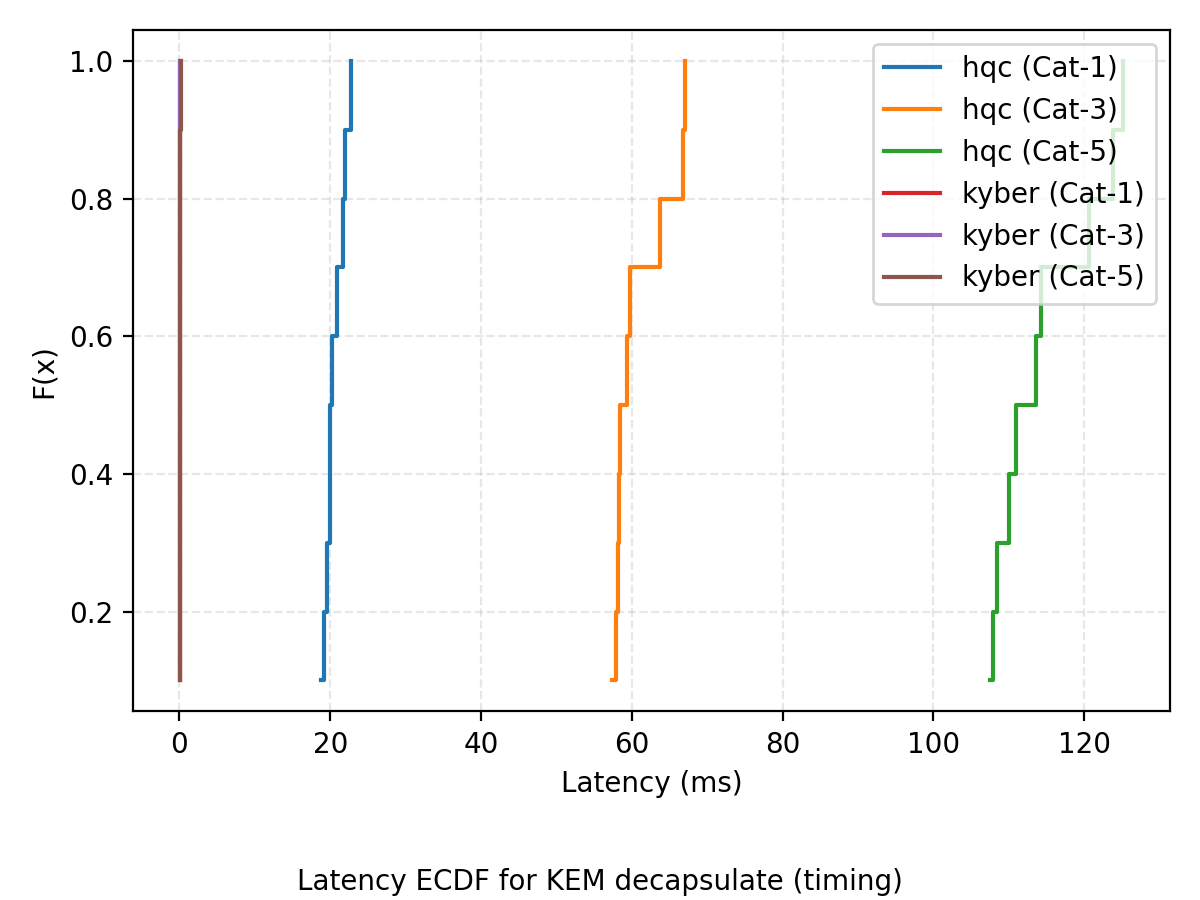 1.0
0.8
0.6
0.4
0.2
F(x)
0
20
40
60
80
100
120
Latency (ms)
hqc (Cat-1)
hqc (Cat-3)
hqc (Cat-5)
kyber (Cat-1)
kyber (Cat-3)
kyber (Cat-5)
Latency ECDF for KEM decapsulate (timing)